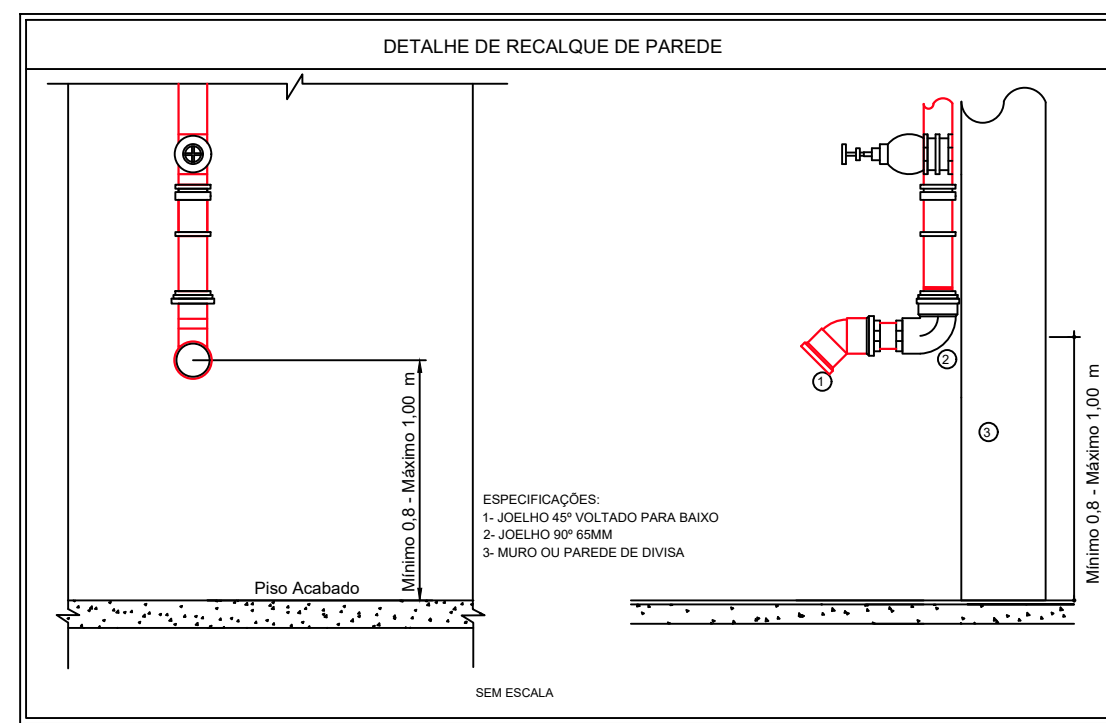 DETALHE DE RECALQUE DE PAREDE
Mínimo 0,8 - Máximo 1,00 m
Piso Acabado
ESPECIFICAÇÕES:
1- JOELHO 45º VOLTADO PARA BAIXO
2- JOELHO 90º 65MM
3- MURO OU PAREDE DE DIVISA
1
2
3
Mínimo 0,8 - Máximo 1,00 m
SEM ESCALA